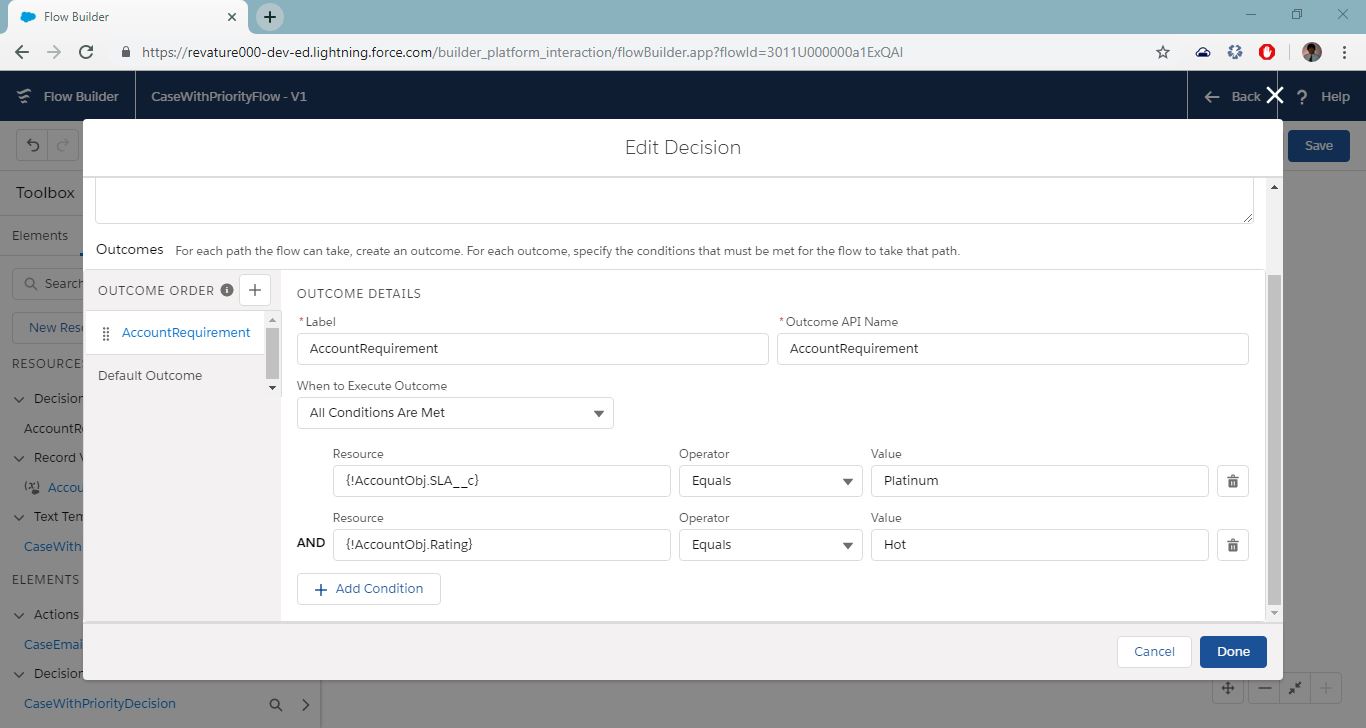 Flow Builder
https://revature000-dev-ed.lightning.force.com/builder_platform_interaction/flowBuilder.app?flowId=3011U000000a1ExQAI
Flow Builder CaseWithPriorityFlow - V1 Back ? Help
Edit Decision
Save
Toolbox
Elements
Outcomes For each path the flow can take, create an outcome. For each outcome, specify the conditions that must be met for the flow to take that path.
Search
OUTCOME ORDER
OUTCOME DETAILS
* Label * Outcome API Name
New Res
AccountRequirement
AccountRequirement AccountRequirement
RESOURCES
Default Outcome
When to Execute Outcome
Decision
All Conditions Are Met
AccountR
Record V
Resource Operator Value
Accou
{!AccountObj.SLA__c} Equals Platinum
Text Tem
Resource Operator Value
CaseWith
AND {!AccountObj.Rating} Equals Hot
ELEMENTS
+ Add Condition
Actions
CaseEmai
Cancel Done
Decision
CaseWithPriorityDecision